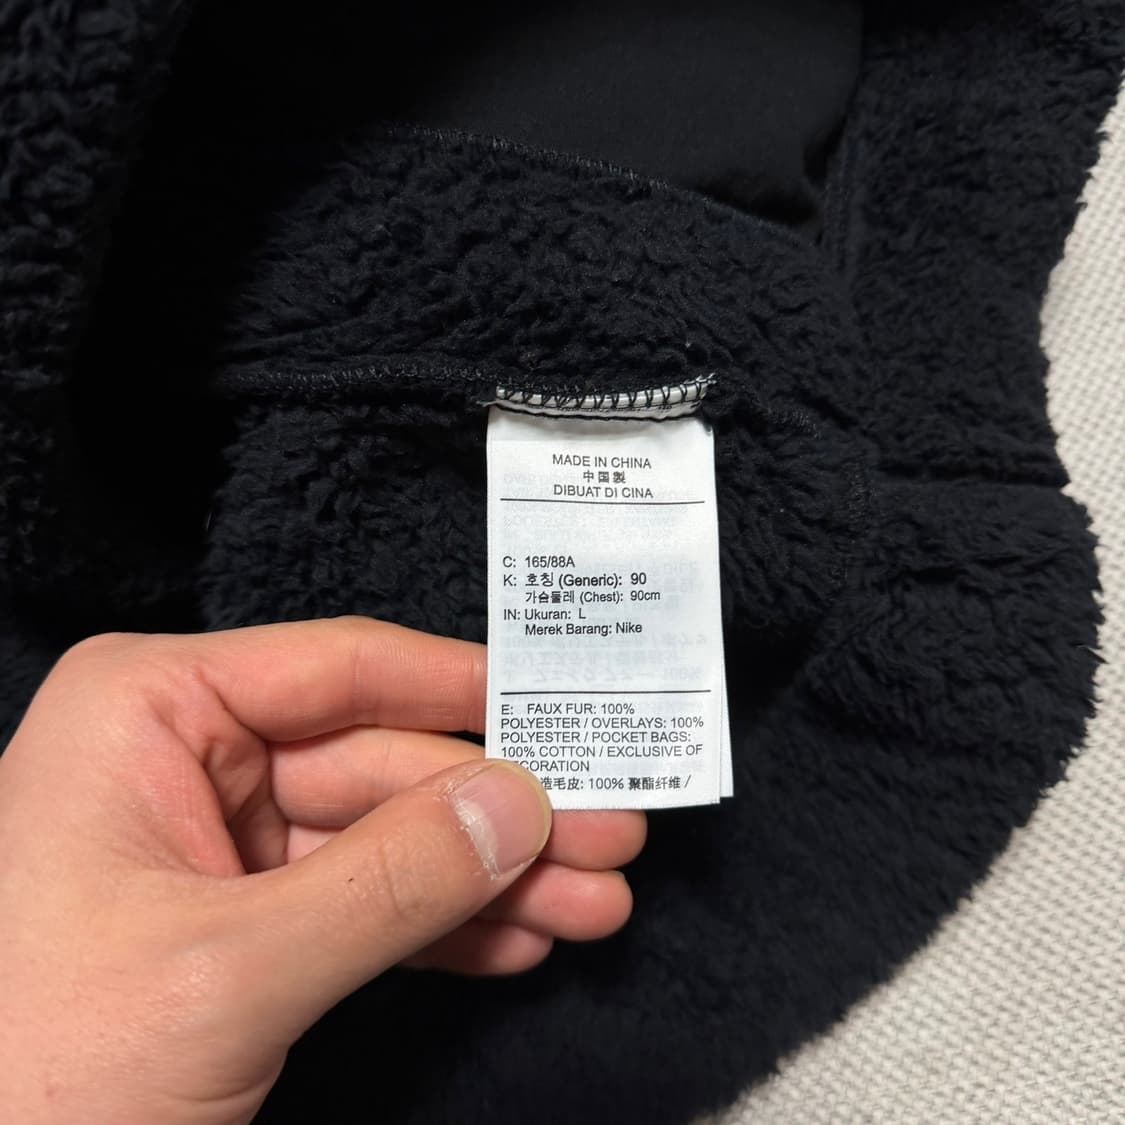 MADE IN CHINA
中国製
DIBUAT DI CINA
C: 165/88A
K: 호칭 (Generic): 90
가슴둘레 (Chest): 90cm
IN: Ukuran: L
Merek Barang: Nike
E: FAUX FUR: 100%
POLYESTER / OVERLAYS: 100%
POLYESTER / POCKET BAGS:
100% COTTON / EXCLUSIVE OF
造毛皮: 100% 聚酯纤维 /